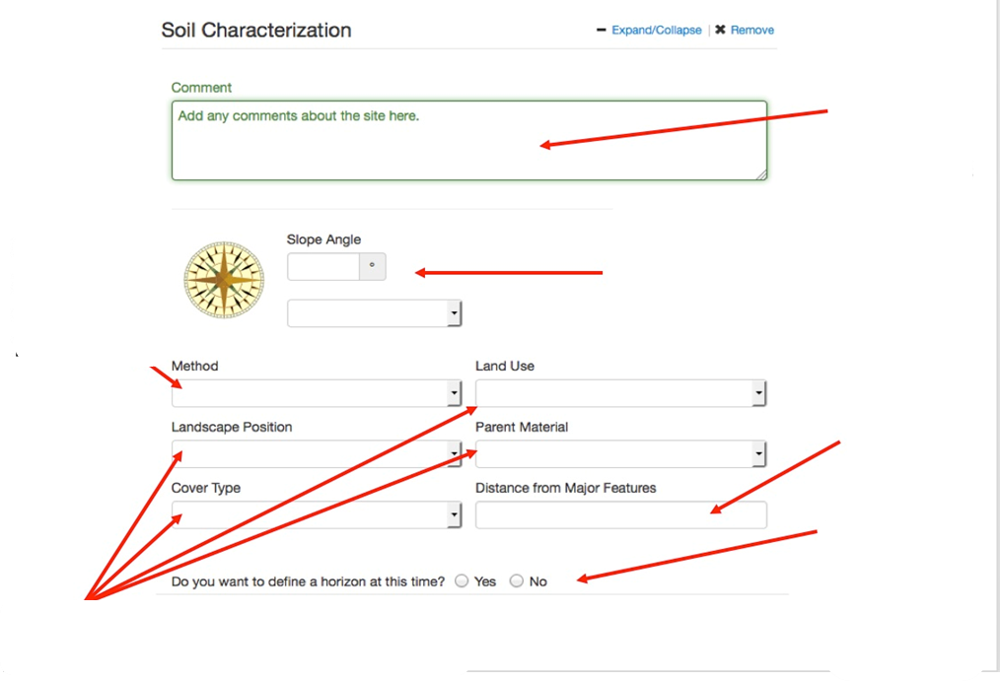 Soil Characterization
Expand/Collapse | ✖ Remove
Comment
Add any comments about the site here.
Slope Angle
°
Method
Land Use
Landscape Position
Parent Material
Cover Type
Distance from Major Features
Do you want to define a horizon at this time? Yes No